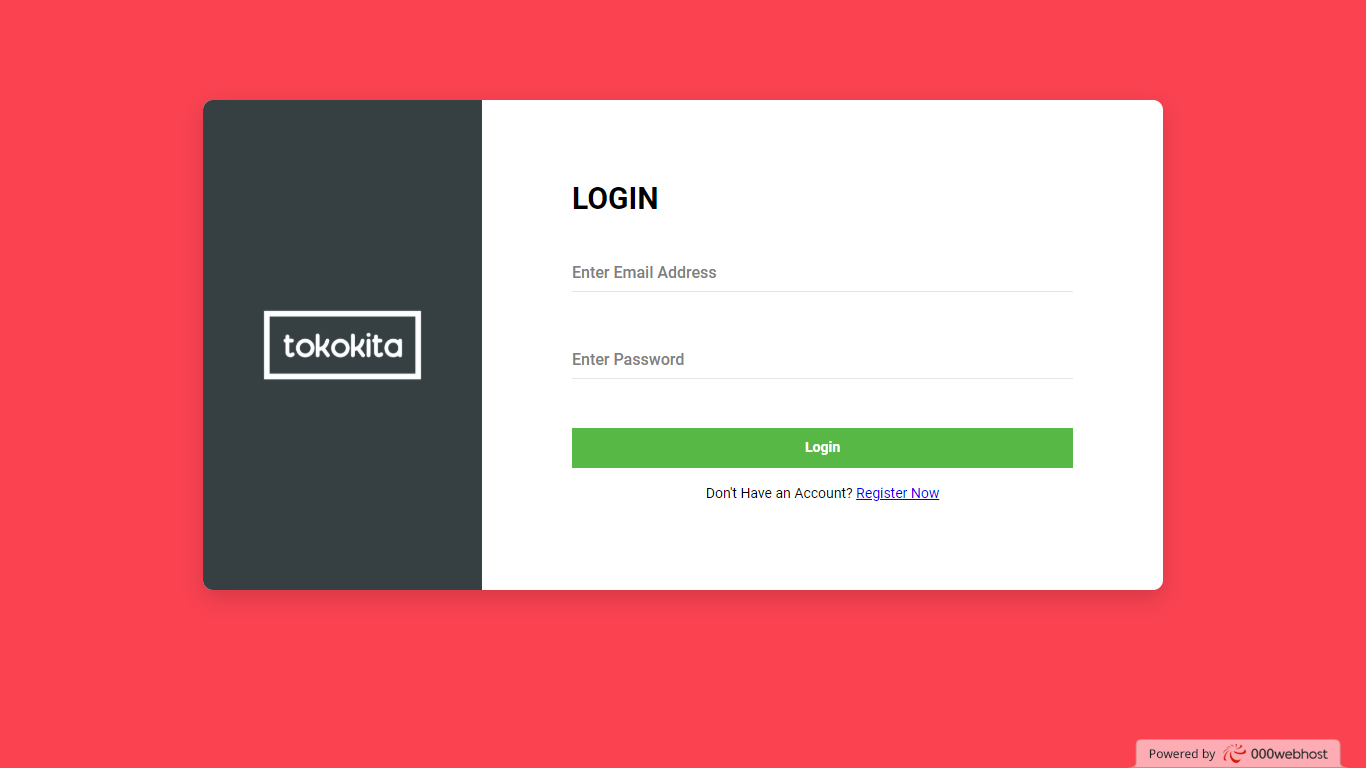 tokokita
LOGIN
Enter Email Address
Enter Password
Login
Don't Have an Account? Register Now
Powered by 000webhost